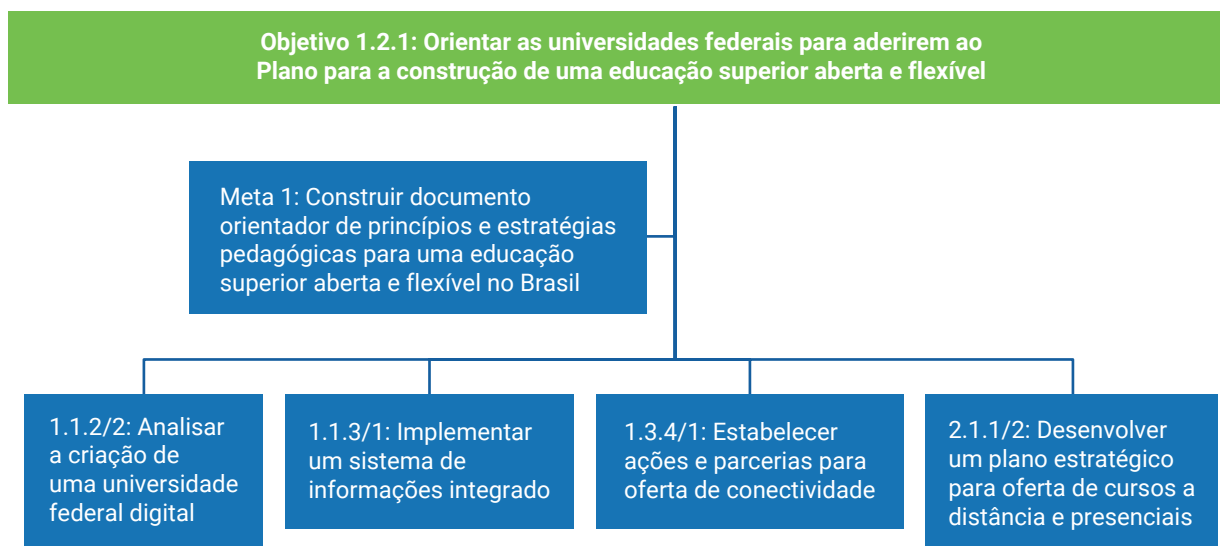 Objetivo 1.2.1: Orientar as universidades federais para aderirem ao
Plano para a construção de uma educação superior aberta e flexível
Meta 1: Construir documento
orientador de princípios e estratégias
pedagógicas para uma educação
superior aberta e flexível no Brasil
1.1.2/2: Analisar
a criação de
uma universidade
federal digital
1.1.3/1: Implementar
um sistema de
informações integrado
1.3.4/1: Estabelecer
ações e parcerias para
oferta de conectividade
2.1.1/2: Desenvolver
um plano estratégico
para oferta de cursos a
distância e presenciais